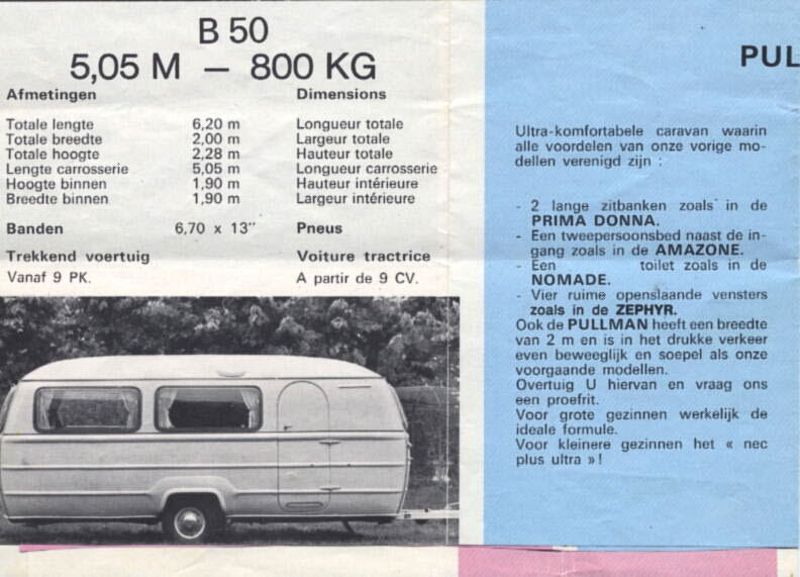 B 50
5,05 M — 800 KG
Afmetingen Dimensions
Totale lengte 6,20 m Longueur totale
Totale breedte 2,00 m Largeur totale
Totale hoogte 2,28 m Hauteur totale
Lengte carrosserie 5,05 m Longueur carrosserie
Hoogte binnen 1,90 m Hauteur intérieure
Breedte binnen 1,90 m Largeur intérieure
Banden 6,70 x 13" Pneus
Trekkend voertuig Voiture tractrice
Vanaf 9 PK. A partir de 9 CV.
PUL
Ultra-komfortabele caravan waarin
alle voordelen van onze vorige mo-
dellen verenigd zijn :
- 2 lange zitbanken zoals in de
PRIMA DONNA.
- Een tweepersoonsbed naast de in-
gang zoals in de AMAZONE.
- Een toilet zoals in de
NOMADE.
- Vier ruime openslaande vensters
zoals in de ZEPHYR.
Ook de PULLMAN heeft een breedte
van 2 m en is in het drukke verkeer
even beweeglijk en soepel als onze
voorgaande modellen.
Overtuig U hiervan en vraag ons
een proefrit.
Voor grote gezinnen werkelijk de
ideale formule.
Voor kleinere gezinnen het « nec
plus ultra » !